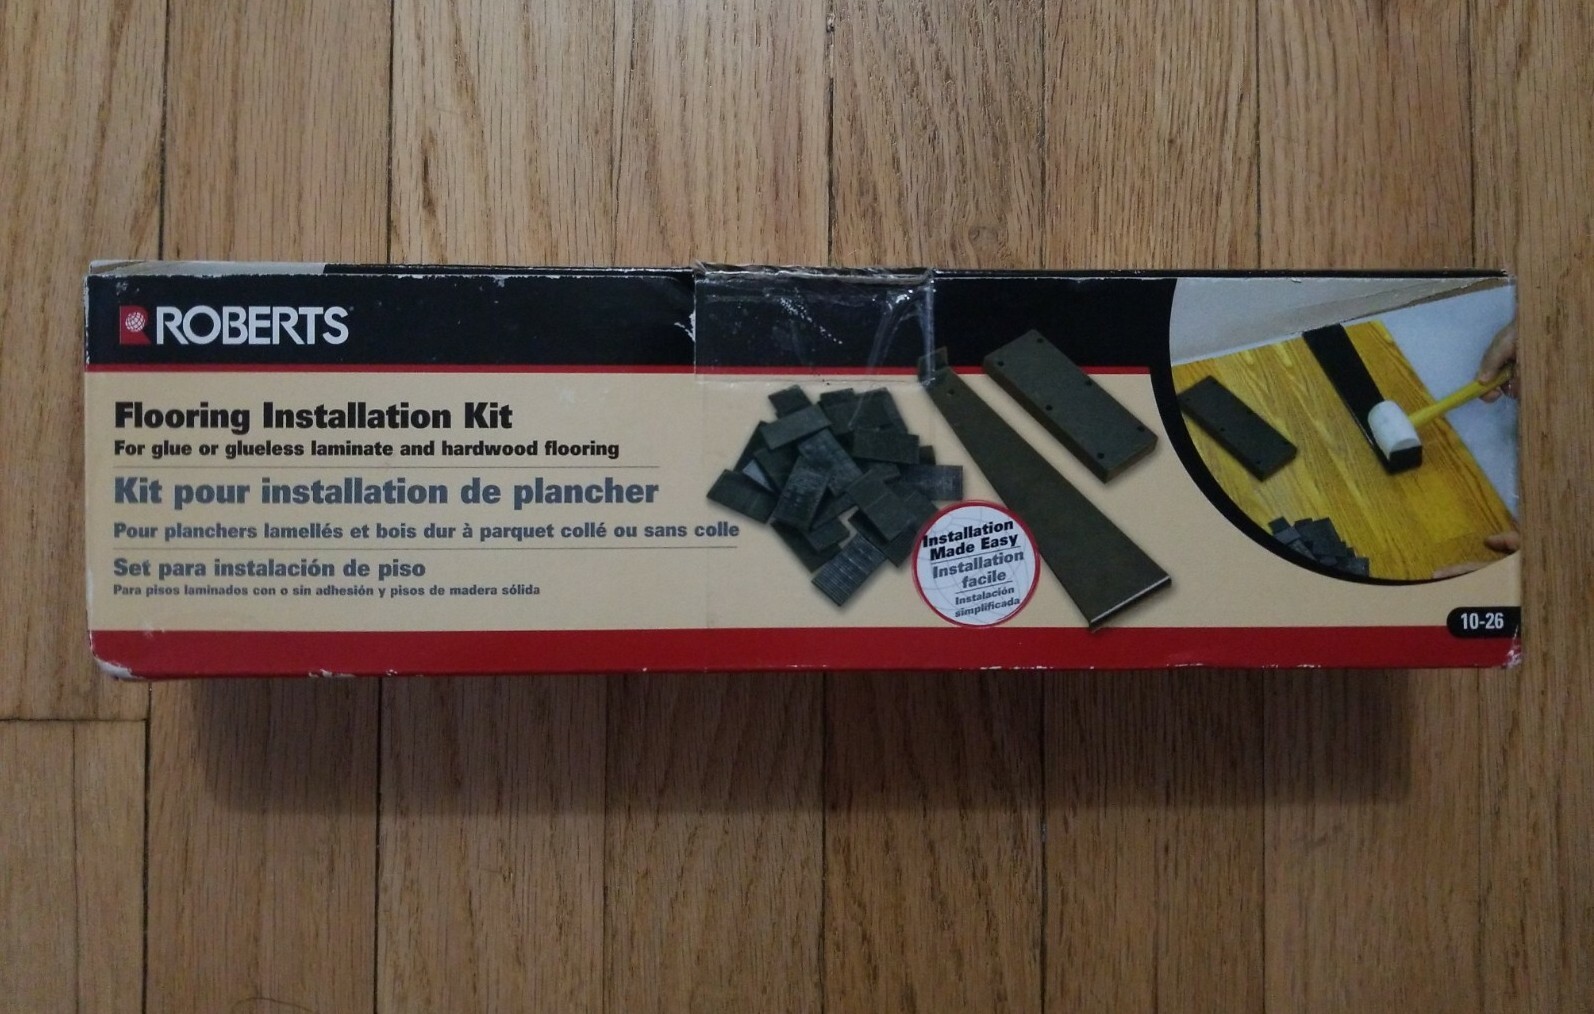 ROBERTS
Flooring Installation Kit
For glue or glueless laminate and hardwood flooring
Kit pour installation de plancher
Pour planchers lamellés et bois dur à parquet collé ou sans colle
Set para instalación de piso
Para pisos laminados con o sin adhesión y pisos de madera sólida
Installation
Made Easy
Installation
facile
Instalación
simplificada
10-26